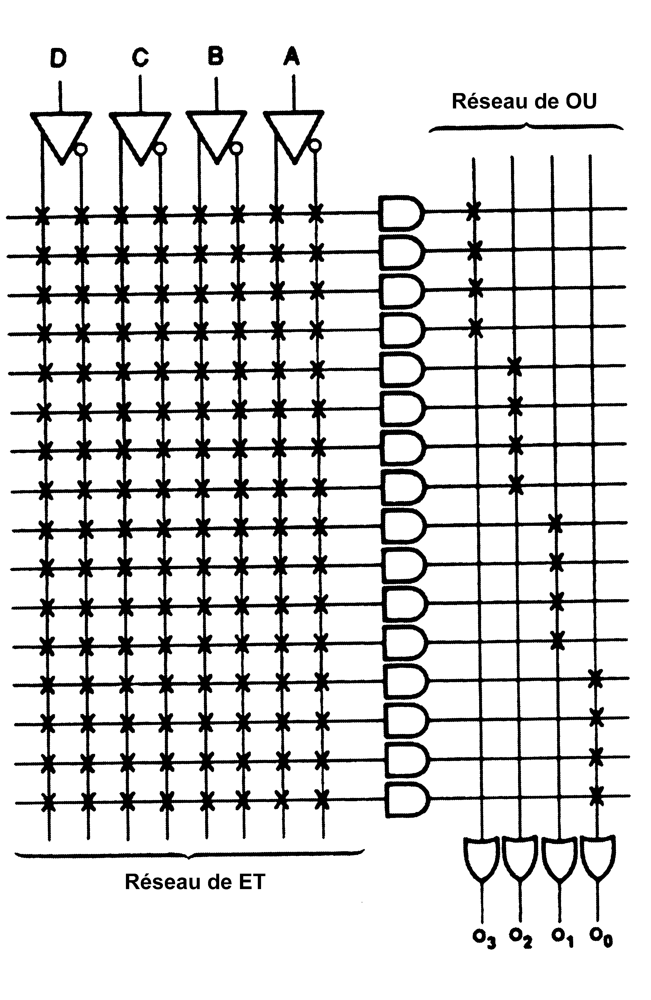 D C B A
Réseau de OU
Réseau de ET
O3 O2 O1 O0